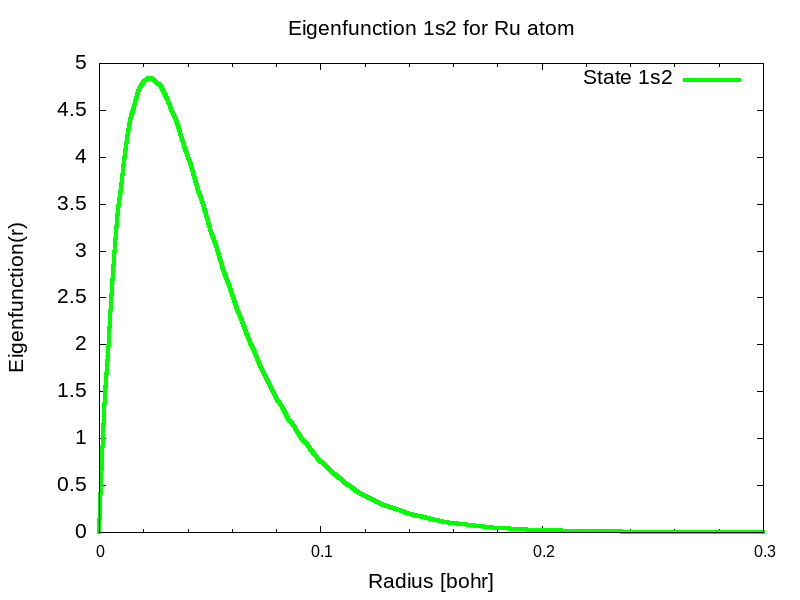 Eigenfunction 1s2 for Ru atom
State 1s2
5
4.5
4
3.5
3
2.5
2
1.5
1
0.5
0
Eigenfunction(r)
0 0.1 0.2 0.3
Radius [bohr]